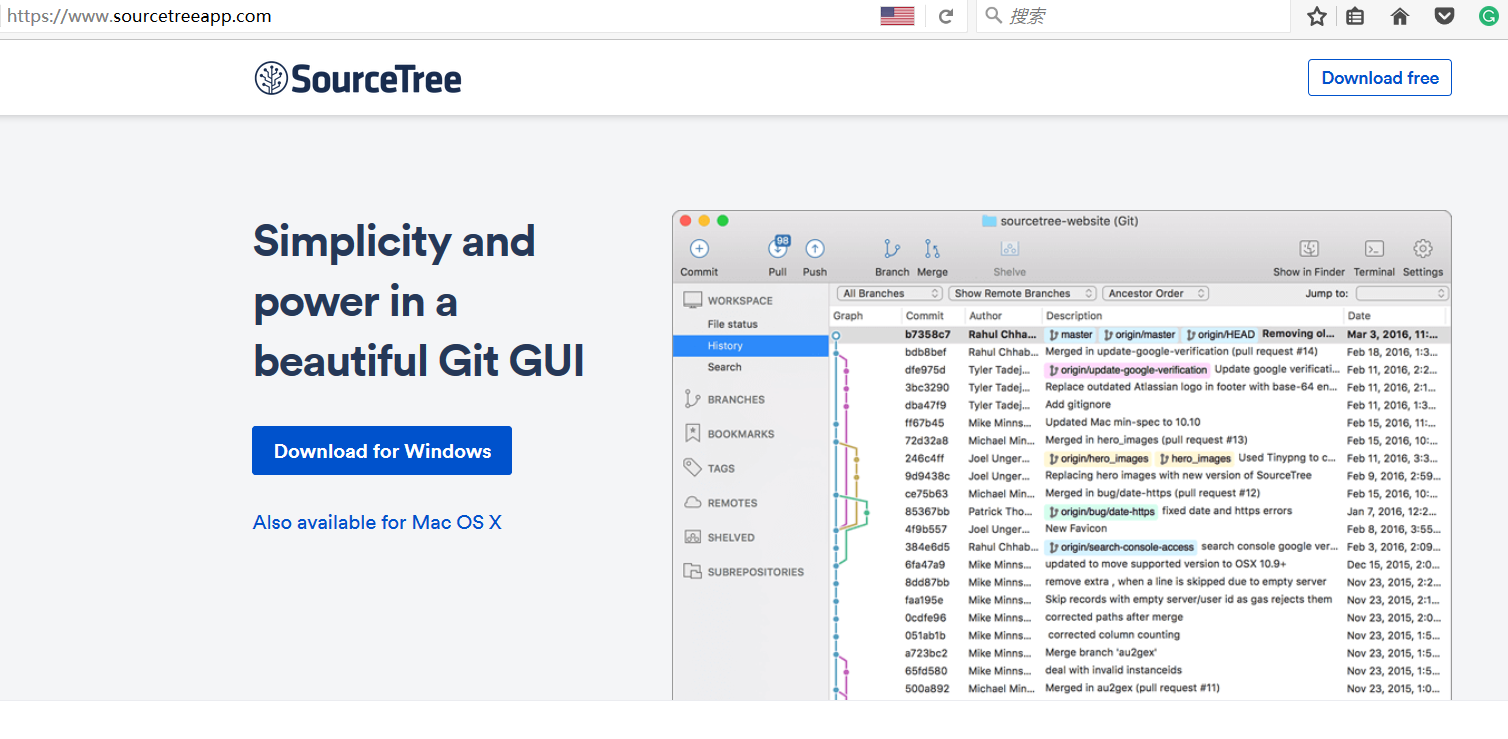 https://www.sourcetreeapp.com
搜索
SourceTree
Download free
Simplicity and
power in a
beautiful Git GUI
Download for Windows
Also available for Mac OS X
sourcetree-website (Git)
98
Commit Pull Push Branch Merge Shelve Show in Finder Terminal Settings
WORKSPACE
File status
History
Search
BRANCHES
BOOKMARKS
TAGS
REMOTES
SHELVED
SUBREPOSITORIES
All Branches Show Remote Branches Ancestor Order Jump to:
Graph Commit Author Description Date
b7358c7 Rahul Chha... master origin/master origin/HEAD Removing ol... Mar 3, 2016, 11:...
bdb8bef Rahul Chhab... Merged in update-google-verification (pull request #14) Feb 18, 2016, 1:3...
dfe975d Tyler Tadej... origin/update-google-verification Update google verificati... Feb 11, 2016, 2:2...
3bc3290 Tyler Tadej... Replace outdated Atlassian logo in footer with base-64 en... Feb 11, 2016, 2:1...
dba47f9 Tyler Tadej... Add gitignore Feb 11, 2016, 1:3...
ff67b45 Mike Minns... Updated Mac min-spec to 10.10 Feb 15, 2016, 11:...
72d32a8 Michael Min... Merged in hero_images (pull request #13) Feb 15, 2016, 10:...
246c4ff Joel Unger... origin/hero_images hero_images Used Tinypng to c... Feb 11, 2016, 3:3...
9d9438c Joel Unger... Replacing hero images with new version of SourceTree Feb 9, 2016, 2:59...
ce75b63 Michael Min... Merged in bug/date-https (pull request #12) Feb 15, 2016, 10:...
85367bb Patrick Tho... origin/bug/date-https fixed date and https errors Jan 7, 2016, 12:2...
4f9b557 Joel Unger... New Favicon Feb 8, 2016, 3:55...
384e6d5 Rahul Chhab... origin/search-console-access search console google ver... Feb 3, 2016, 2:09...
6fa47a9 Mike Minns... updated to move supported version to OSX 10.9+ Dec 15, 2015, 2:0...
8dd87bb Mike Minns... remove extra , when a line is skipped due to empty server Nov 23, 2015, 2:2...
faa195e Mike Minns... Skip records with empty server/user id as gas rejects them Nov 23, 2015, 2:1...
0cdfe96 Mike Minns... corrected paths after merge Nov 23, 2015, 2:0...
051ab1b Mike Minns... corrected column counting Nov 23, 2015, 1:5...
a723bc2 Mike Minns... Merge branch 'au2gex' Nov 23, 2015, 1:5...
65fd580 Mike Minns... deal with invalid instanceids Nov 23, 2015, 1:5...
500a892 Michael Min... Merged in au2gex (pull request #11) Nov 23, 2015, 1:0...